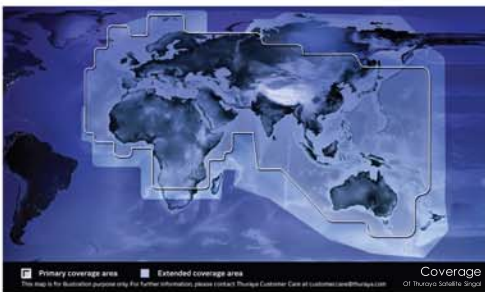 Primary coverage area
Extended coverage area
This map is for illustration purpose only. For further information, please contact Thuraya Customer Care at customercare@thuraya.com
Coverage
Of Thuraya Satellite Singal